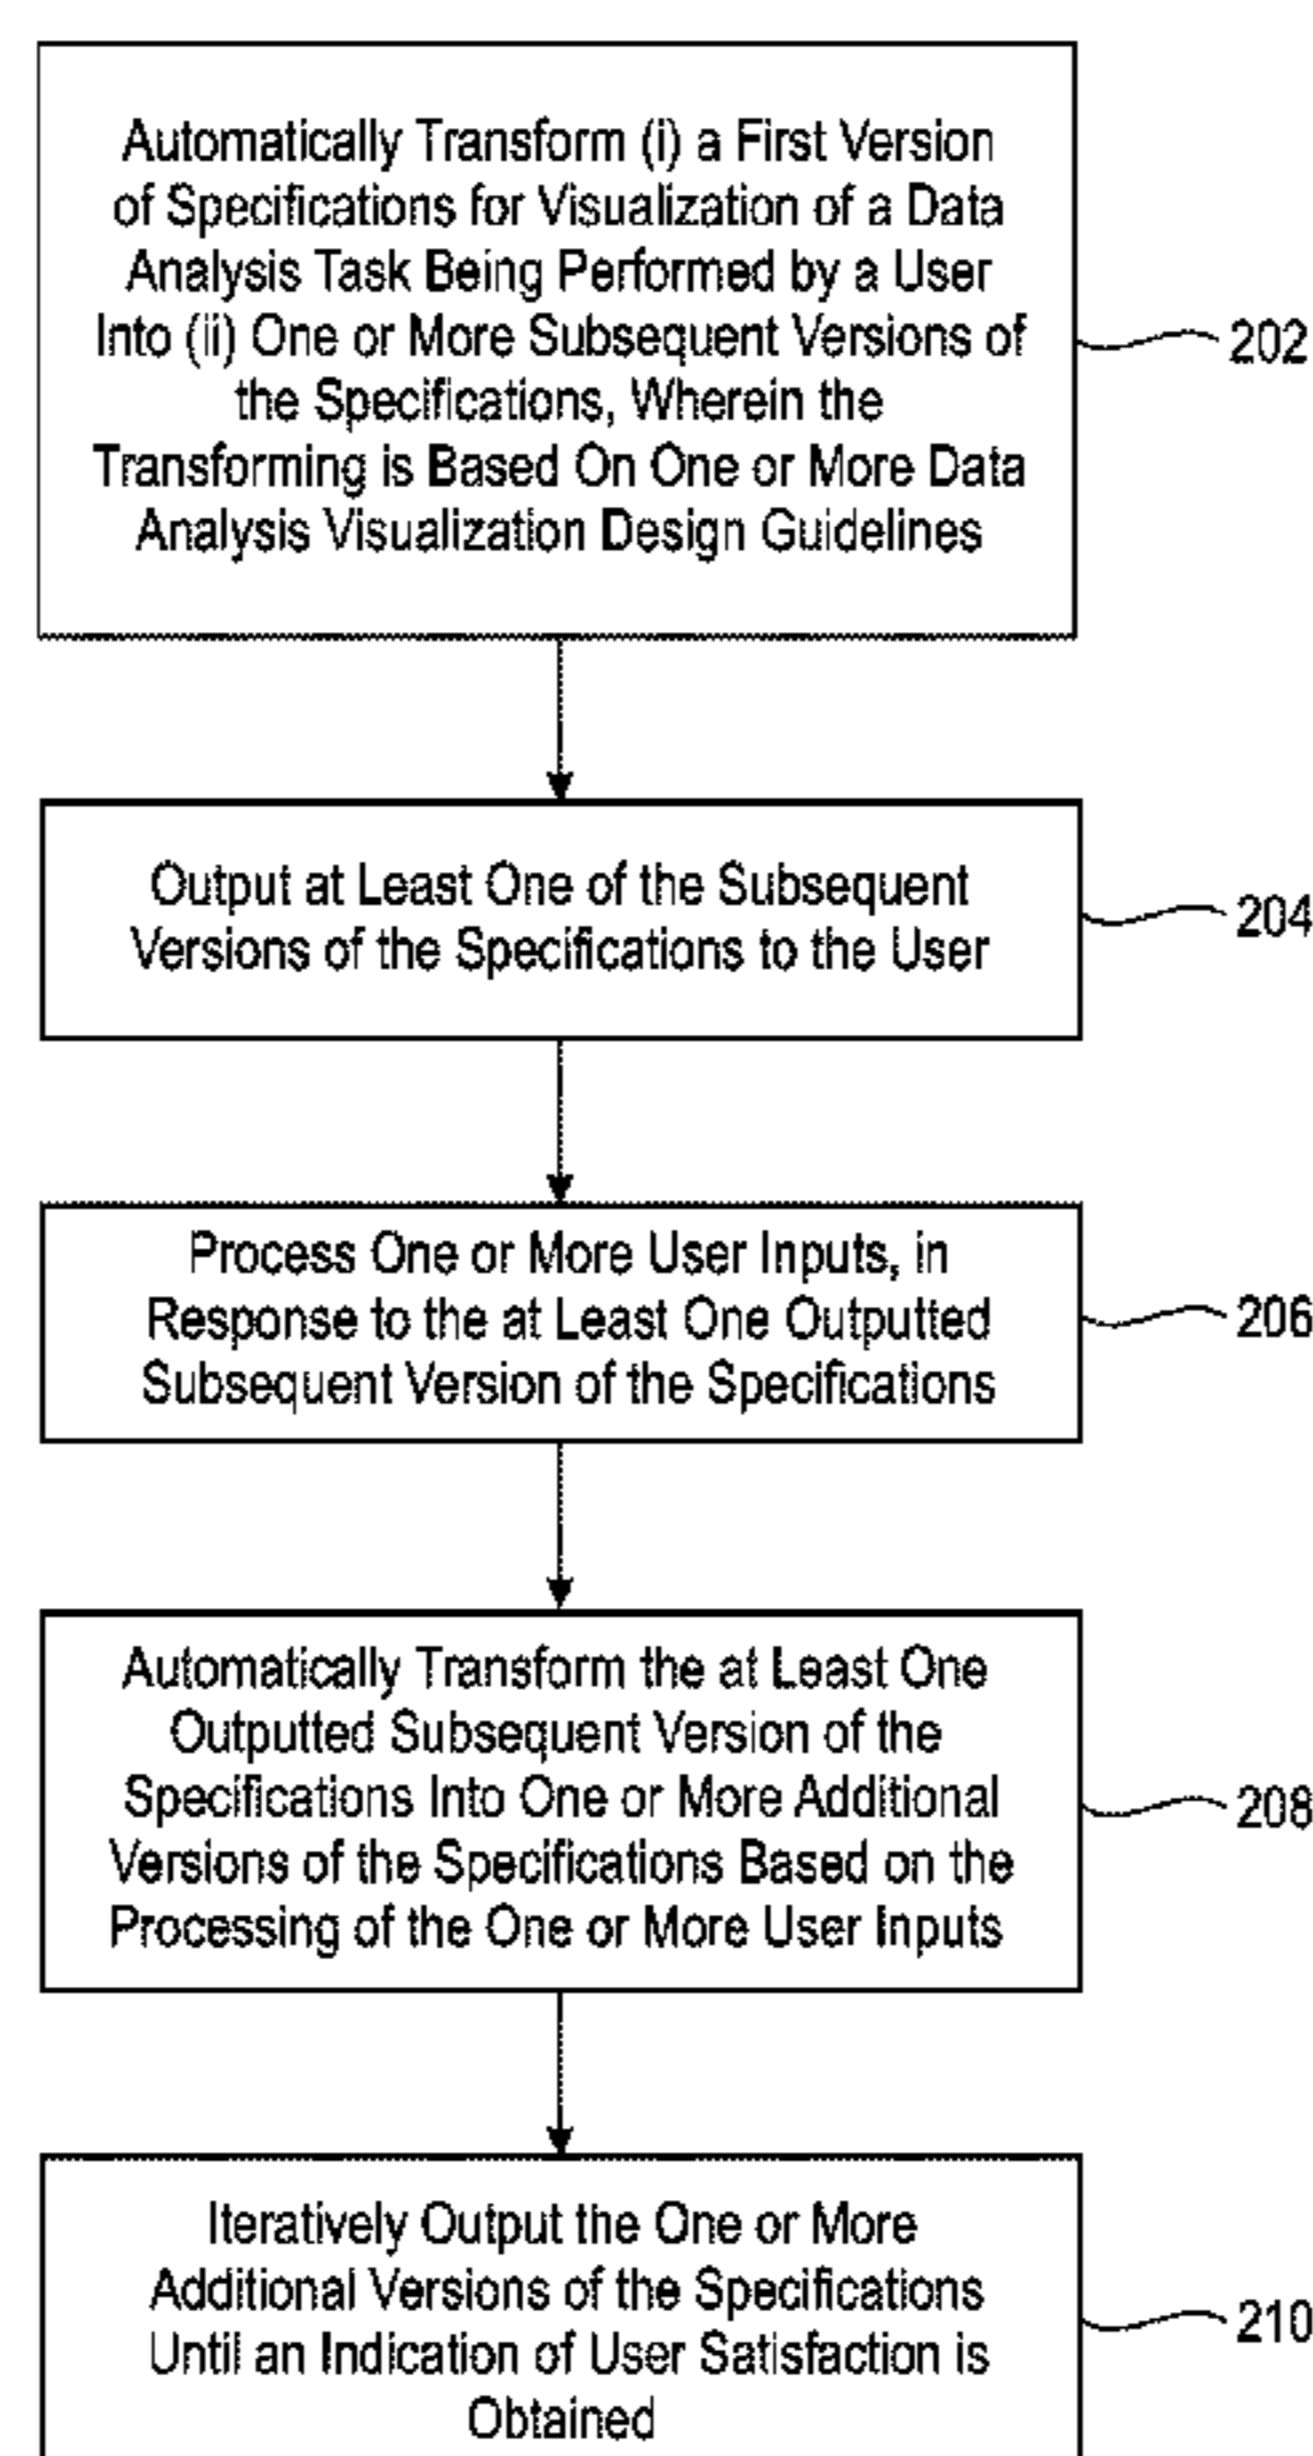 Automatically Transform (i) a First Version
of Specifications for Visualization of a Data
Analysis Task Being Performed by a User
Into (ii) One or More Subsequent Versions of
the Specifications, Wherein the
Transforming is Based On One or More Data
Analysis Visualization Design Guidelines
202
Output at Least One of the Subsequent
Versions of the Specifications to the User
204
Process One or More User Inputs, in
Response to the at Least One Outputted
Subsequent Version of the Specifications
206
Automatically Transform the at Least One
Outputted Subsequent Version of the
Specifications Into One or More Additional
Versions of the Specifications Based on the
Processing of the One or More User Inputs
208
Iteratively Output the One or More
Additional Versions of the Specifications
Until an Indication of User Satisfaction is
Obtained
210